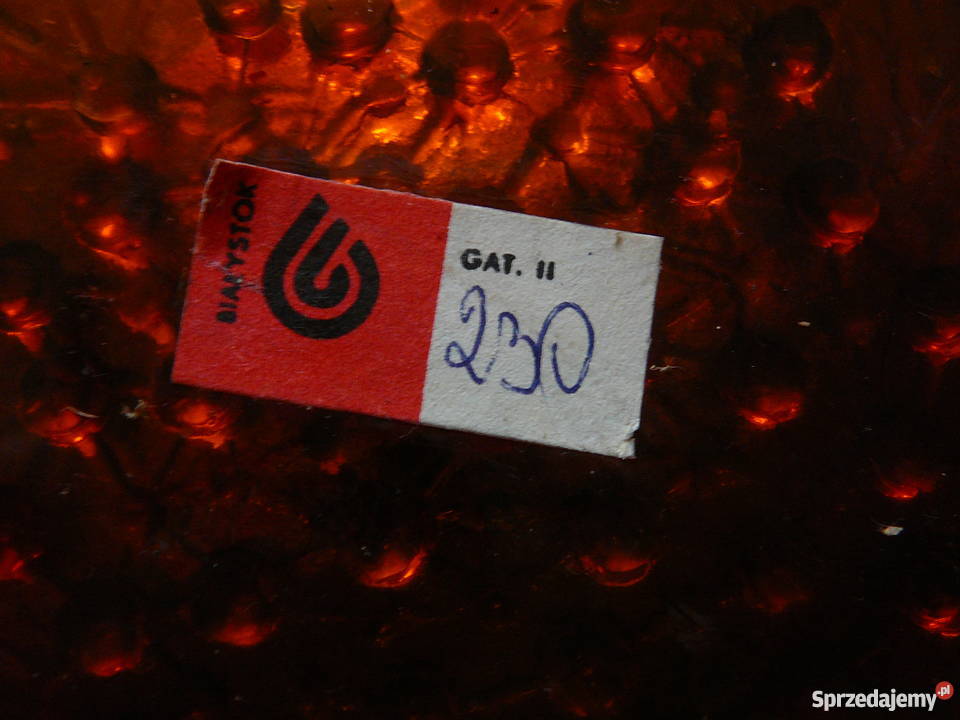 BIAŁYSTOK
GAT. II
230
Sprzedajemy.pl